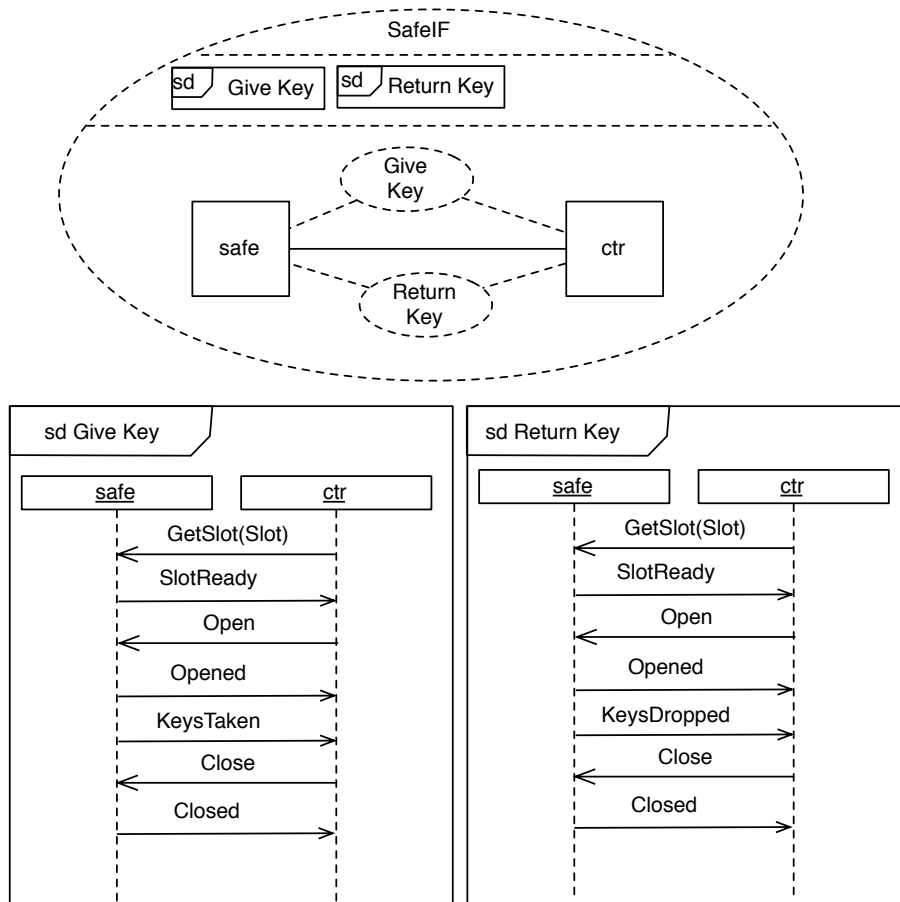 SafeIF
sd Give Key
sd Return Key
Give
Key
safe
ctr
Return
Key
sd Give Key
safe
ctr
GetSlot(Slot)
SlotReady
Open
Opened
KeysTaken
Close
Closed
sd Return Key
safe
ctr
GetSlot(Slot)
SlotReady
Open
Opened
KeysDropped
Close
Closed